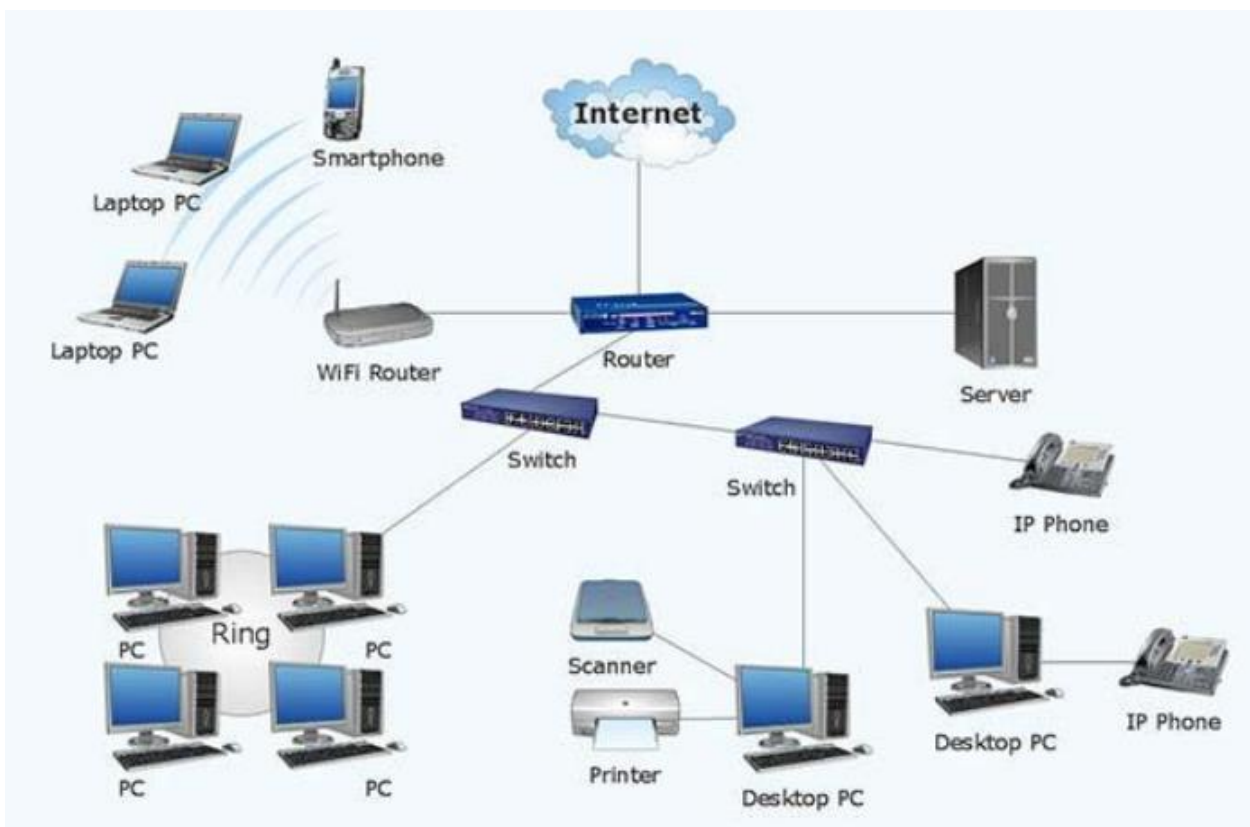 Internet
Smartphone
Laptop PC
Laptop PC
WiFi Router
Router
Server
Switch
Switch
IP Phone
Ring
PC
PC
PC
PC
Scanner
Printer
Desktop PC
Desktop PC
IP Phone